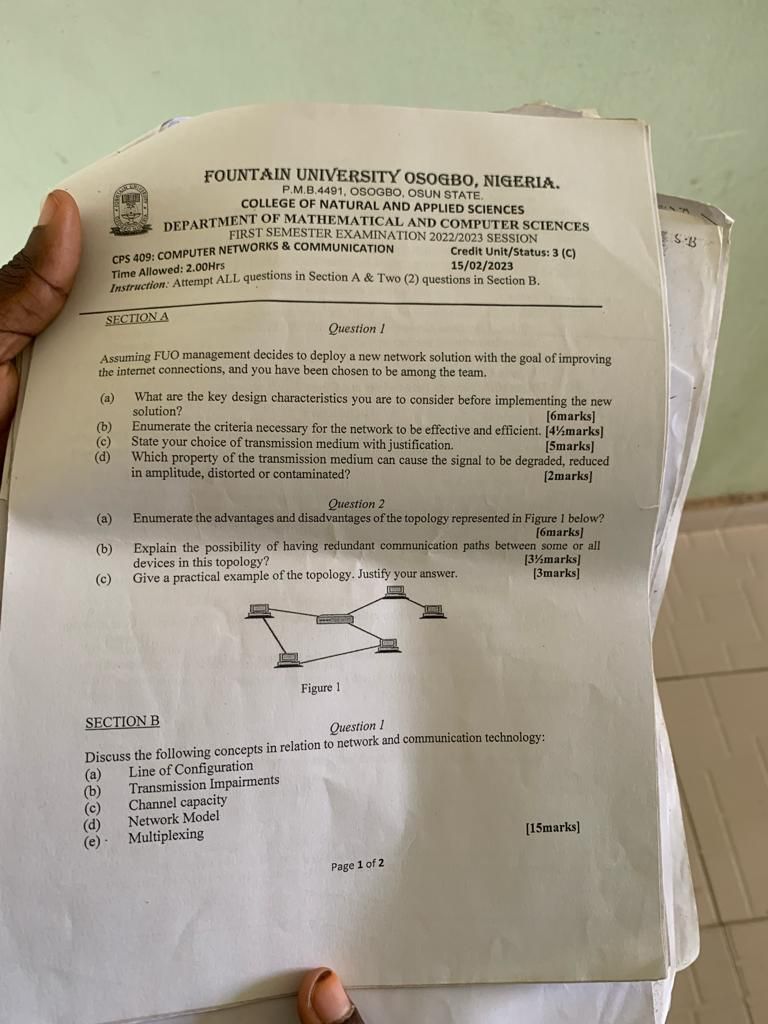 FOUNTAIN UNIVERSITY OSOGBO, NIGERIA.
P.M.B.4491, OSOGBO, OSUN STATE.
COLLEGE OF NATURAL AND APPLIED SCIENCES
DEPARTMENT OF MATHEMATICAL AND COMPUTER SCIENCES
FIRST SEMESTER EXAMINATION 2022/2023 SESSION
CPS 409: COMPUTER NETWORKS & COMMUNICATION Credit Unit/Status: 3 (C)
Time Allowed: 2.00Hrs 15/02/2023
Instruction: Attempt ALL questions in Section A & Two (2) questions in Section B.
SECTION A
Question 1
Assuming FUO management decides to deploy a new network solution with the goal of improving
the internet connections, and you have been chosen to be among the team.
(a) What are the key design characteristics you are to consider before implementing the new
solution? [6marks]
(b) Enumerate the criteria necessary for the network to be effective and efficient. [4½marks]
(c) State your choice of transmission medium with justification. [5marks]
(d) Which property of the transmission medium can cause the signal to be degraded, reduced
in amplitude, distorted or contaminated? [2marks]
Question 2
(a) Enumerate the advantages and disadvantages of the topology represented in Figure 1 below?
[6marks]
(b) Explain the possibility of having redundant communication paths between some or all
devices in this topology? [3½marks]
(c) Give a practical example of the topology. Justify your answer. [3marks]
Figure 1
SECTION B
Question 1
Discuss the following concepts in relation to network and communication technology:
(a) Line of Configuration
(b) Transmission Impairments
(c) Channel capacity
(d) Network Model
(e) · Multiplexing [15marks]
Page 1 of 2